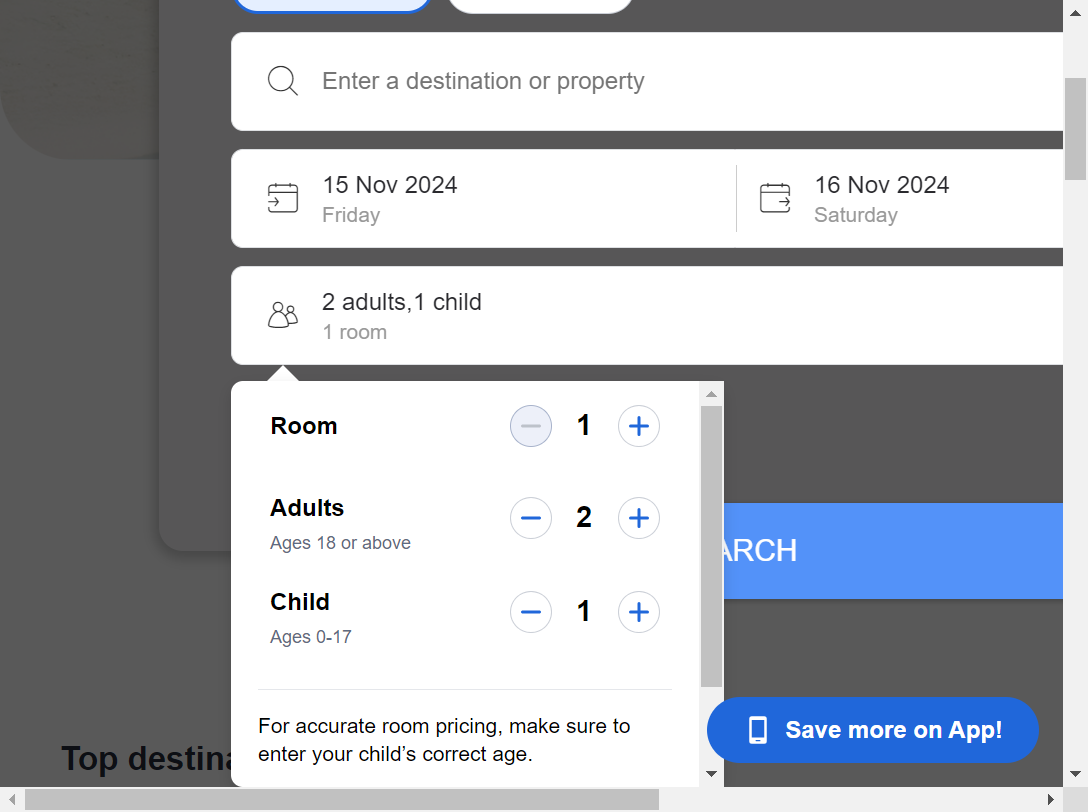 Enter a destination or property
15 Nov 2024
Friday
16 Nov 2024
Saturday
2 adults,1 child
1 room
Room
1
Adults
2
Ages 18 or above
ARCH
Child
1
Ages 0-17
For accurate room pricing, make sure to
enter your child’s correct age.
Save more on App!
Top destina